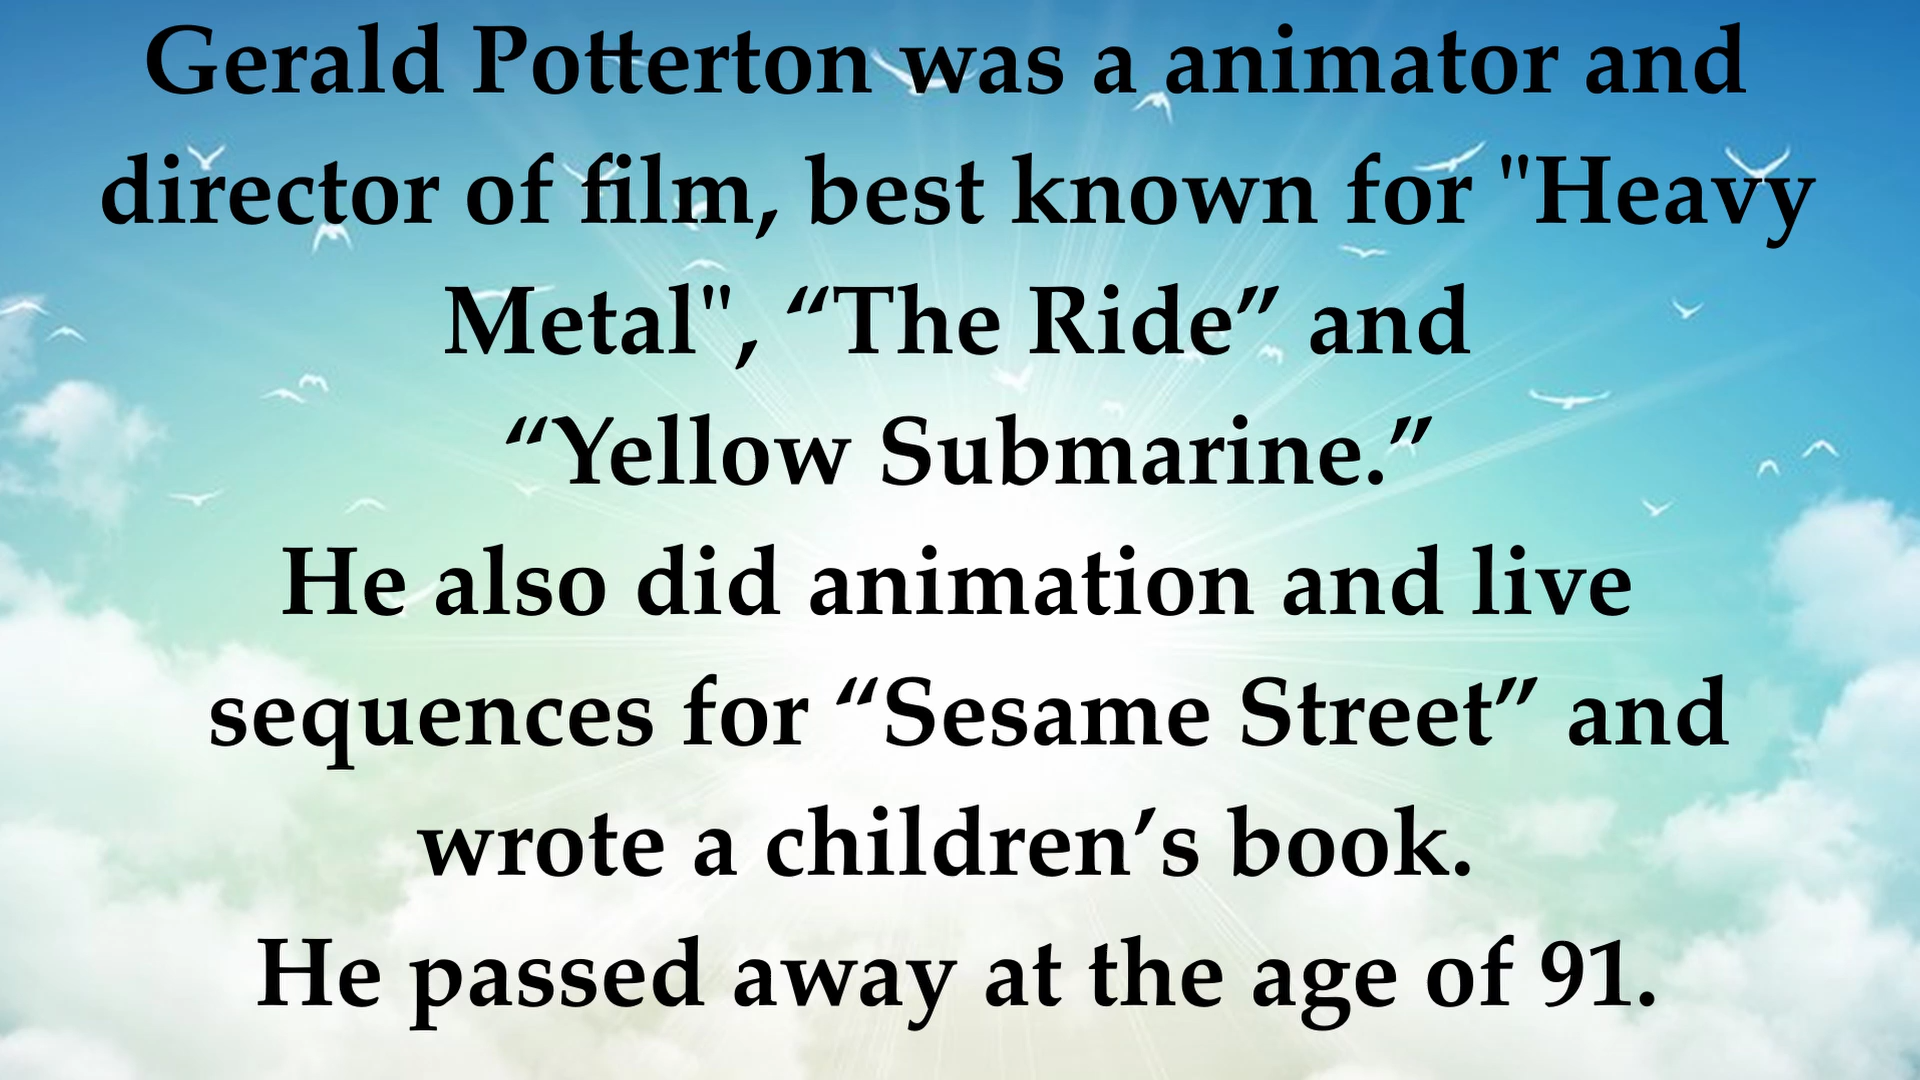 Gerald Potterton was a animator and
director of film, best known for "Heavy
Metal", “The Ride” and
“Yellow Submarine.”
He also did animation and live
sequences for “Sesame Street” and
wrote a children’s book.
He passed away at the age of 91.